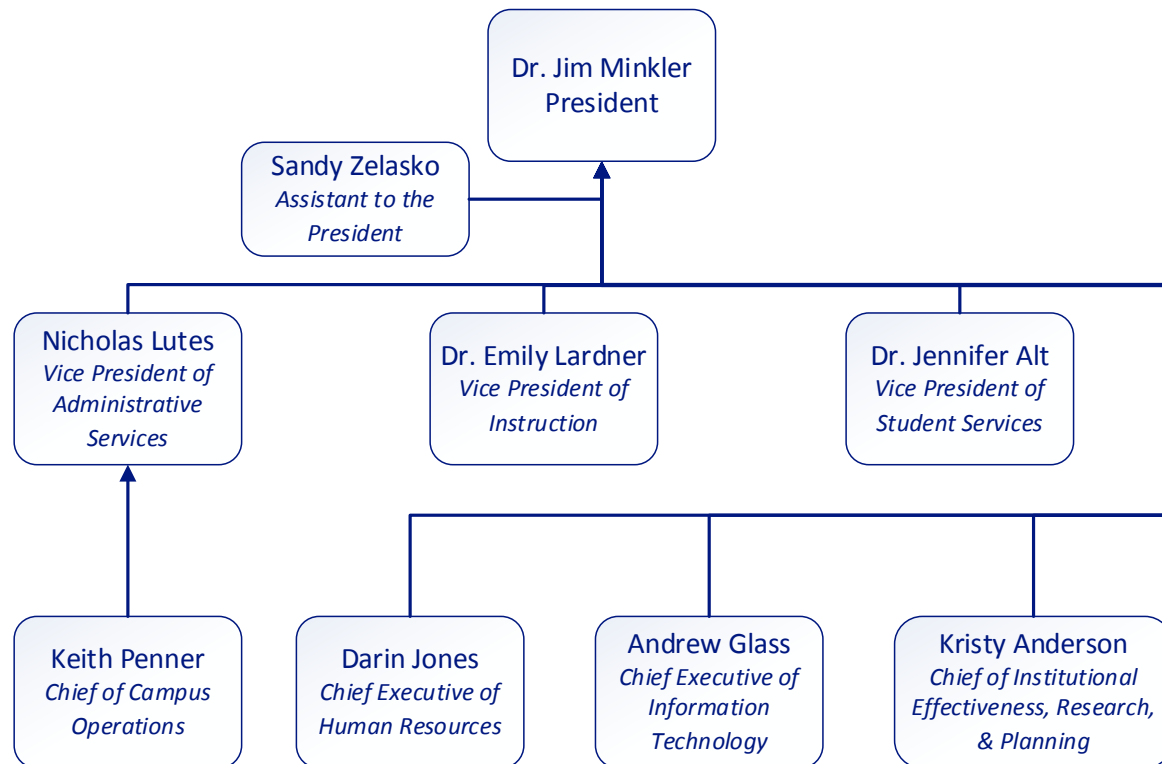 Dr. Jim Minkler
President
Sandy Zelasko
Assistant to the
President
Nicholas Lutes
Vice President of
Administrative
Services
Dr. Emily Lardner
Vice President of
Instruction
Dr. Jennifer Alt
Vice President of
Student Services
Keith Penner
Chief of Campus
Operations
Darin Jones
Chief Executive of
Human Resources
Andrew Glass
Chief Executive of
Information
Technology
Kristy Anderson
Chief of Institutional
Effectiveness, Research,
& Planning